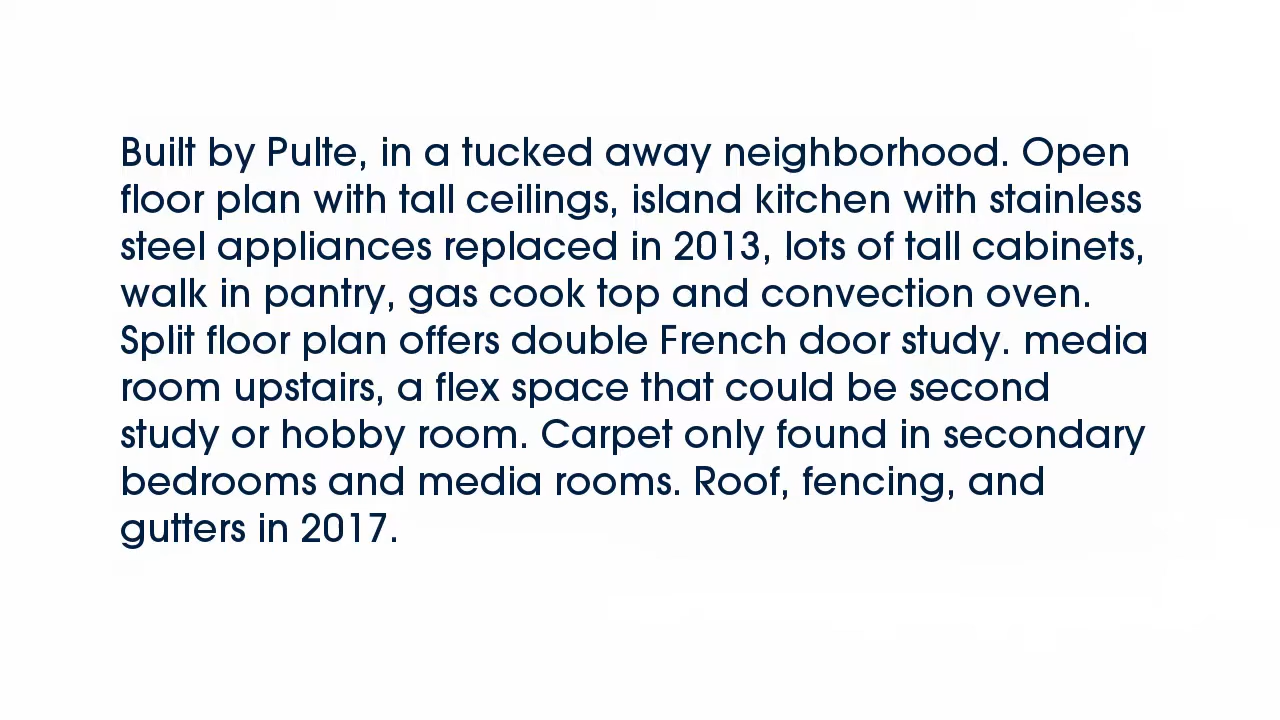 Built by Pulte, in a tucked away neighborhood. Open
floor plan with tall ceilings, island kitchen with stainless
steel appliances replaced in 2013, lots of tall cabinets,
walk in pantry, gas cook top and convection oven.
Split floor plan offers double French door study. media
room upstairs, a flex space that could be second
study or hobby room. Carpet only found in secondary
bedrooms and media rooms. Roof, fencing, and
gutters in 2017.